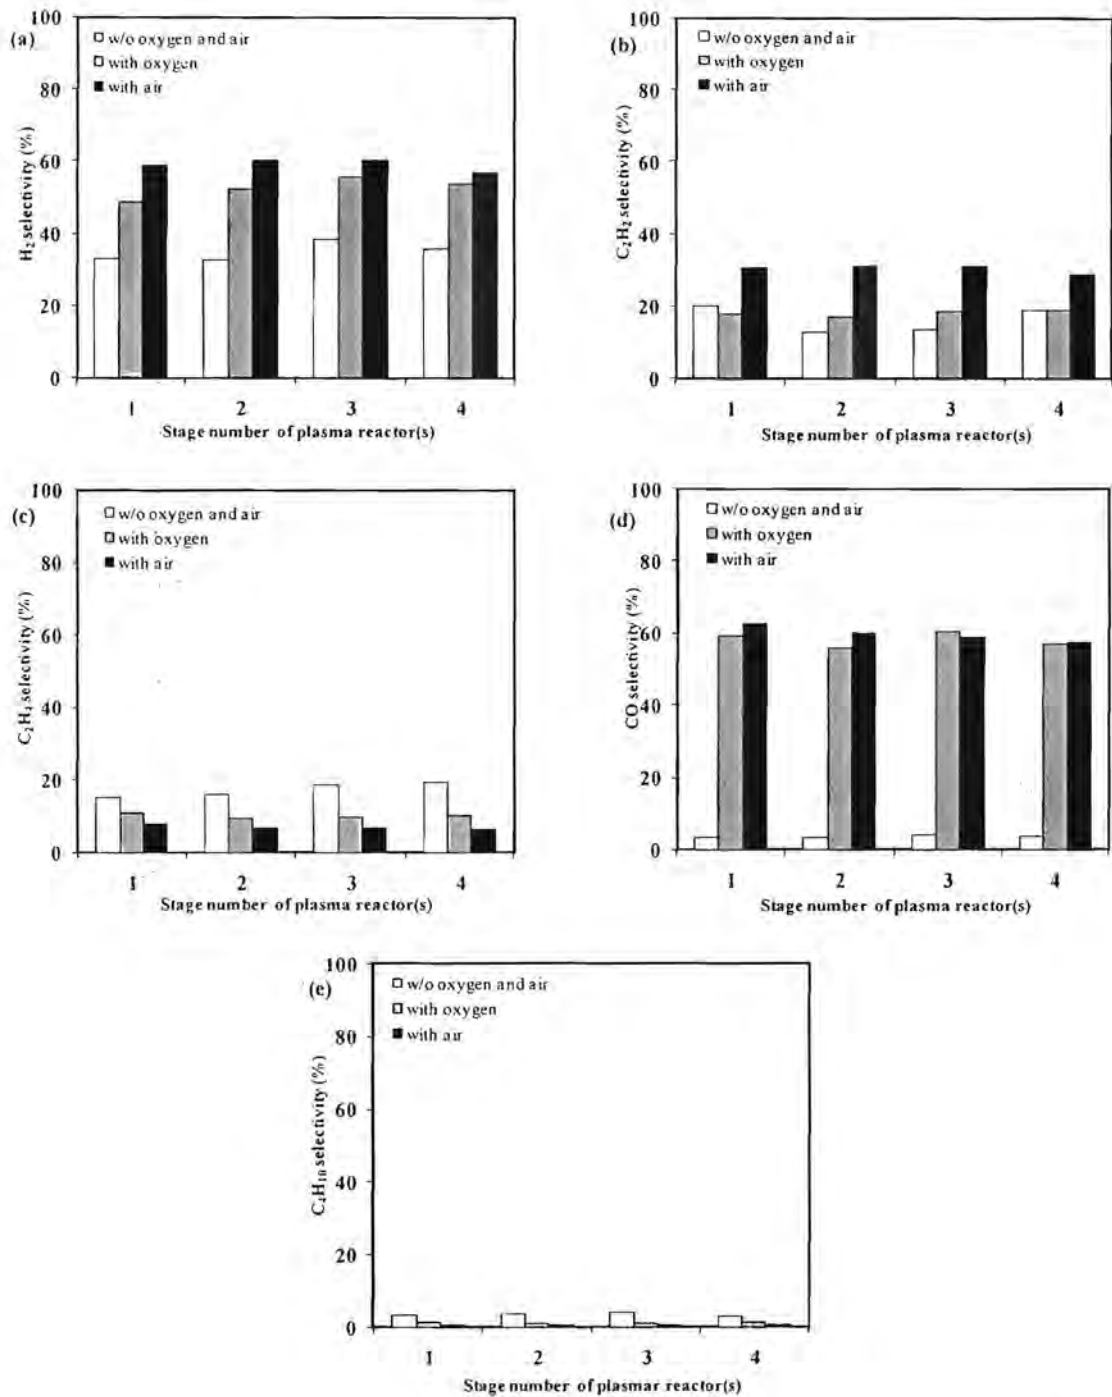 (a)
100
80
60
40
20
0
H₂ selectivity (%)
w/o oxygen and air
with oxygen
with air
1 2 3 4
Stage number of plasma reactor(s)
(b)
100
80
60
40
20
0
C₂H₂ selectivity (%)
w/o oxygen and air
with oxygen
with air
1 2 3 4
Stage number of plasma reactor(s)
(c)
100
80
60
40
20
0
C₂H₄ selectivity (%)
w/o oxygen and air
with oxygen
with air
1 2 3 4
Stage number of plasma reactor(s)
(d)
100
80
60
40
20
0
CO selectivity (%)
w/o oxygen and air
with oxygen
with air
1 2 3 4
Stage number of plasma reactor(s)
(e)
100
80
60
40
20
0
C₄H₁₀ selectivity (%)
w/o oxygen and air
with oxygen
with air
1 2 3 4
Stage number of plasmar reactor(s)